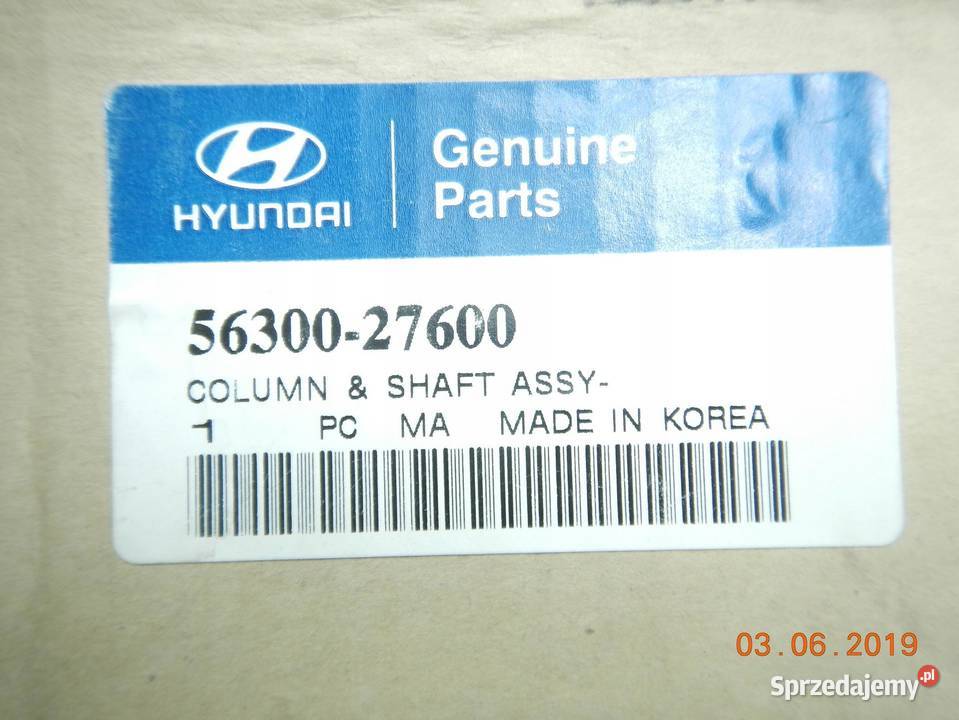 HYUNDAI
Genuine
Parts
56300-27600
COLUMN & SHAFT ASSY-
1 PC MA MADE IN KOREA
03.06.2019
Sprzedajemy.pl